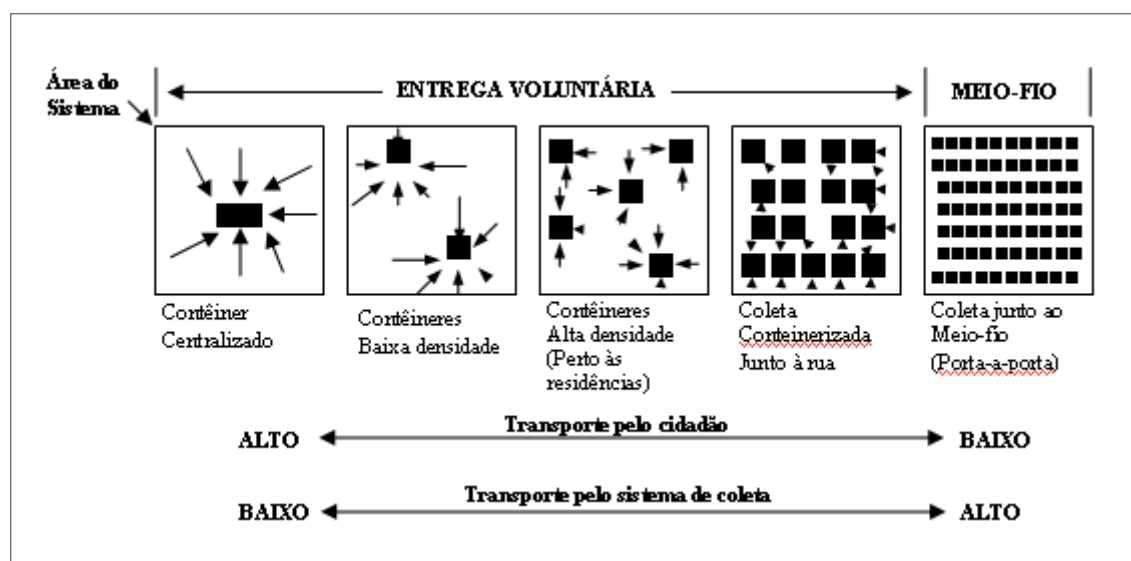 Área do
Sistema
ENTREGA VOLUNTÁRIA
MEIO-FIO
Contêiner
Centralizado
Contêineres
Baixa densidade
Contêineres
Alta densidade
(Perto às
residências)
Coleta
Conteinerizada
Junto à rua
Coleta junto ao
Meio-fio
(Porta-a-porta)
ALTO
Transporte pelo cidadão
BAIXO
BAIXO
Transporte pelo sistema de coleta
ALTO